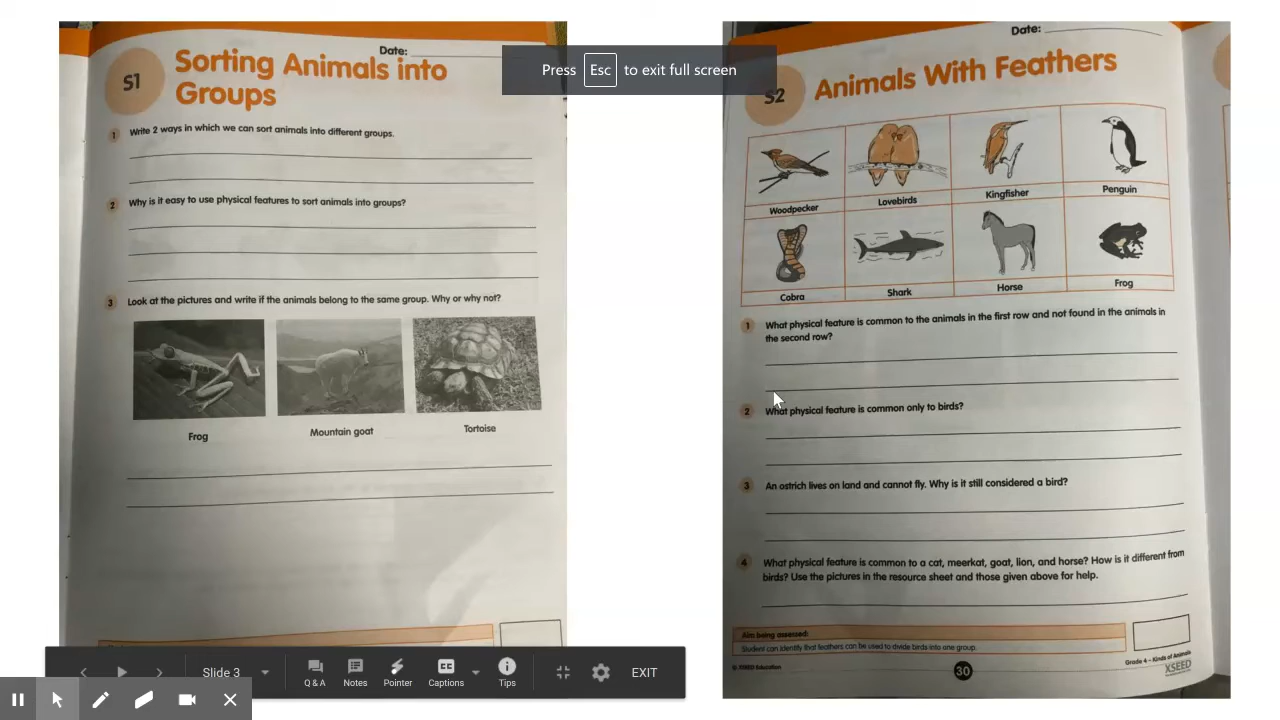 Date:
S1
Sorting Animals into
Groups
1 Write 2 ways in which we can sort animals into different groups.
2 Why is it easy to use physical features to sort animals into groups?
3 Look at the pictures and write if the animals belong to the same group. Why or why not?
Frog Mountain goat Tortoise
Press Esc to exit full screen
Date:
S2
Animals With Feathers
Woodpecker Lovebirds Kingfisher Penguin
Cobra Shark Horse Frog
1 What physical feature is common to the animals in the first row and not found in the animals in
the second row?
2 What physical feature is common only to birds?
3 An ostrich lives on land and cannot fly. Why is it still considered a bird?
4 What physical feature is common to a cat, meerkat, goat, lion, and horse? How is it different from
birds? Use the pictures in the resource sheet and those given above for help.
Aim being assessed:
Student can identify that feathers can be used to divide birds into one group.
© XSEED Education
30
Grade 4 – Kinds of Animals
XSEED
Slide 3
Q & A Notes Pointer Captions Tips EXIT
CC